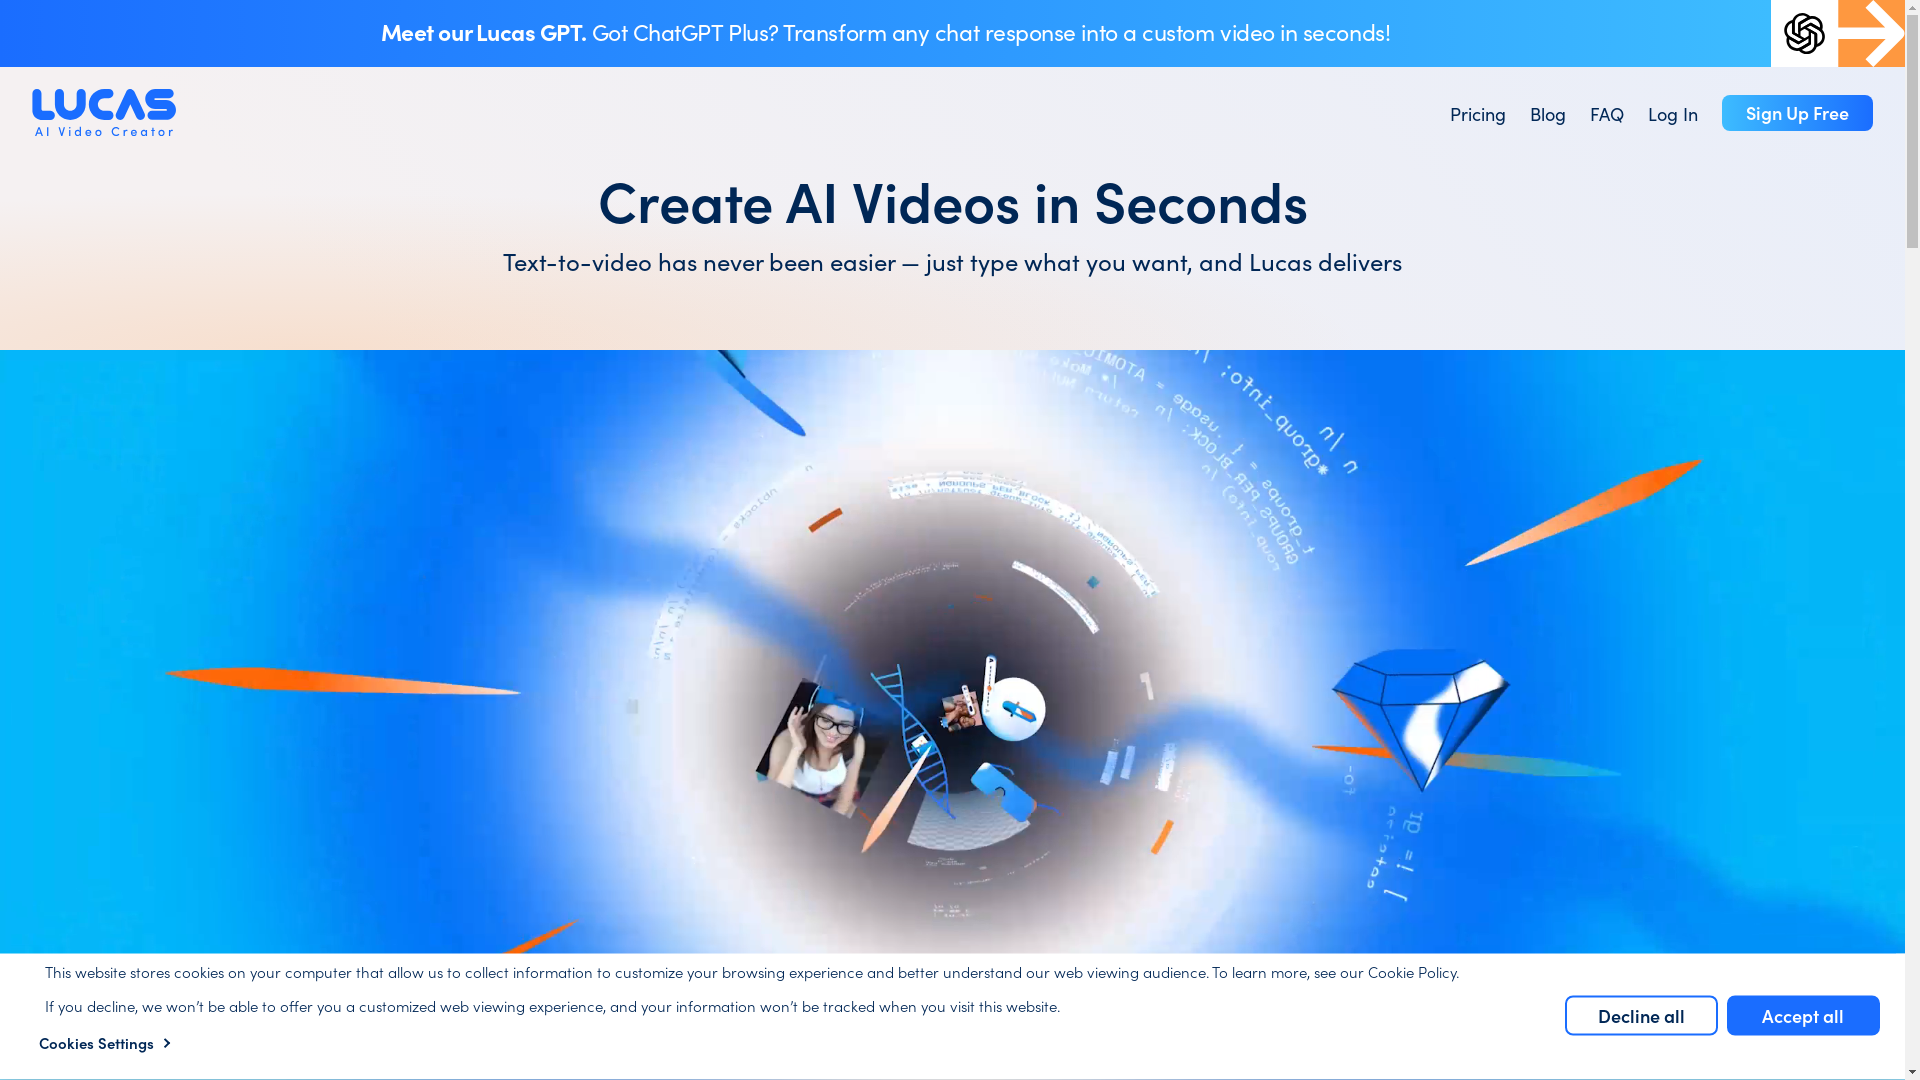 Meet our Lucas GPT. Got ChatGPT Plus? Transform any chat response into a custom video in seconds!
LUCAS
AI Video Creator
Pricing
Blog
FAQ
Log In
Sign Up Free
Create AI Videos in Seconds
Text-to-video has never been easier — just type what you want, and Lucas delivers
This website stores cookies on your computer that allow us to collect information to customize your browsing experience and better understand our web viewing audience. To learn more, see our Cookie Policy.
If you decline, we won’t be able to offer you a customized web viewing experience, and your information won’t be tracked when you visit this website.
Cookies Settings
Decline all
Accept all